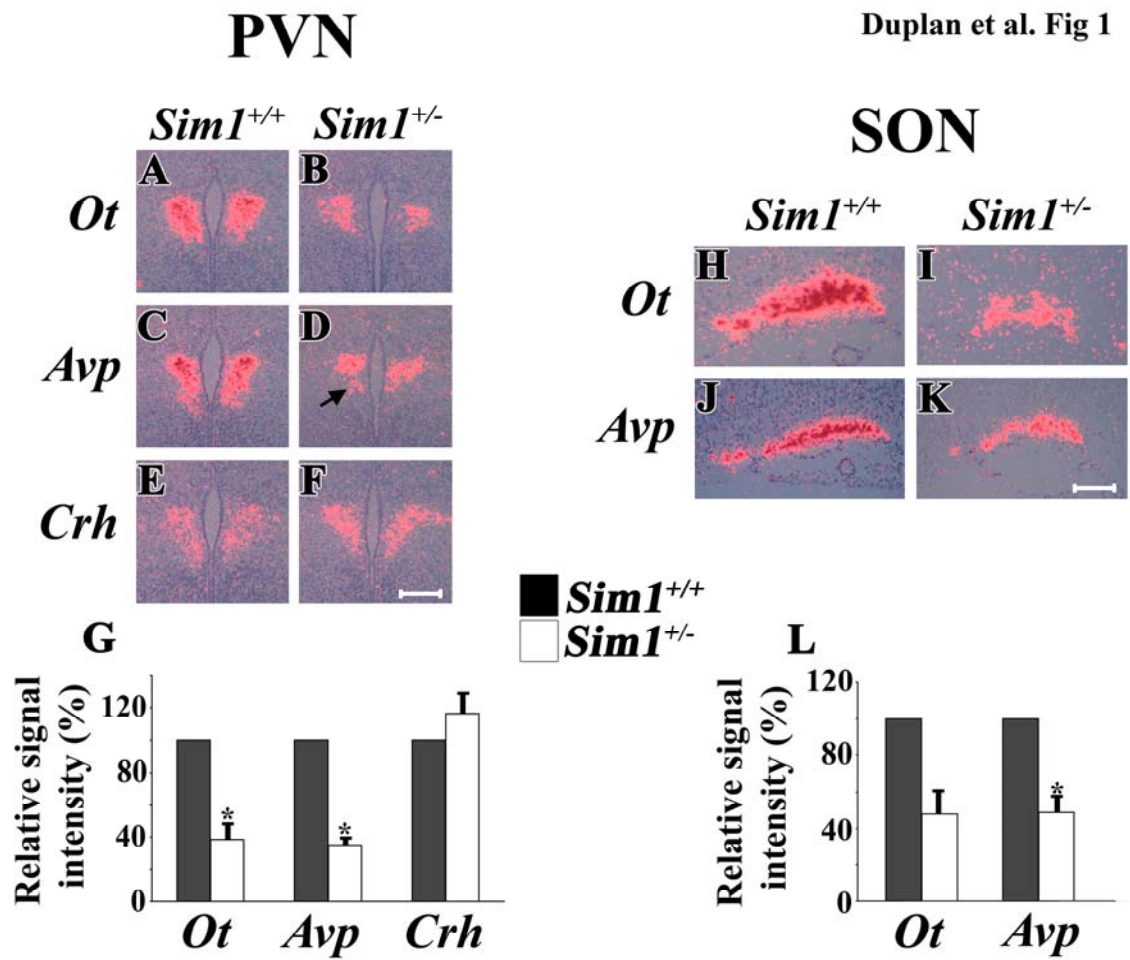 PVN
Duplan et al. Fig 1
Sim1+/+ Sim1+/-
A B
Ot
C D
Avp
E F
Crh
SON
Sim1+/+ Sim1+/-
H I
Ot
J K
Avp
Sim1+/+
Sim1+/-
G
Relative signal
intensity (%)
120
80
40
0
* *
Ot Avp Crh
L
Relative signal
intensity (%)
120
80
40
0
*
Ot Avp